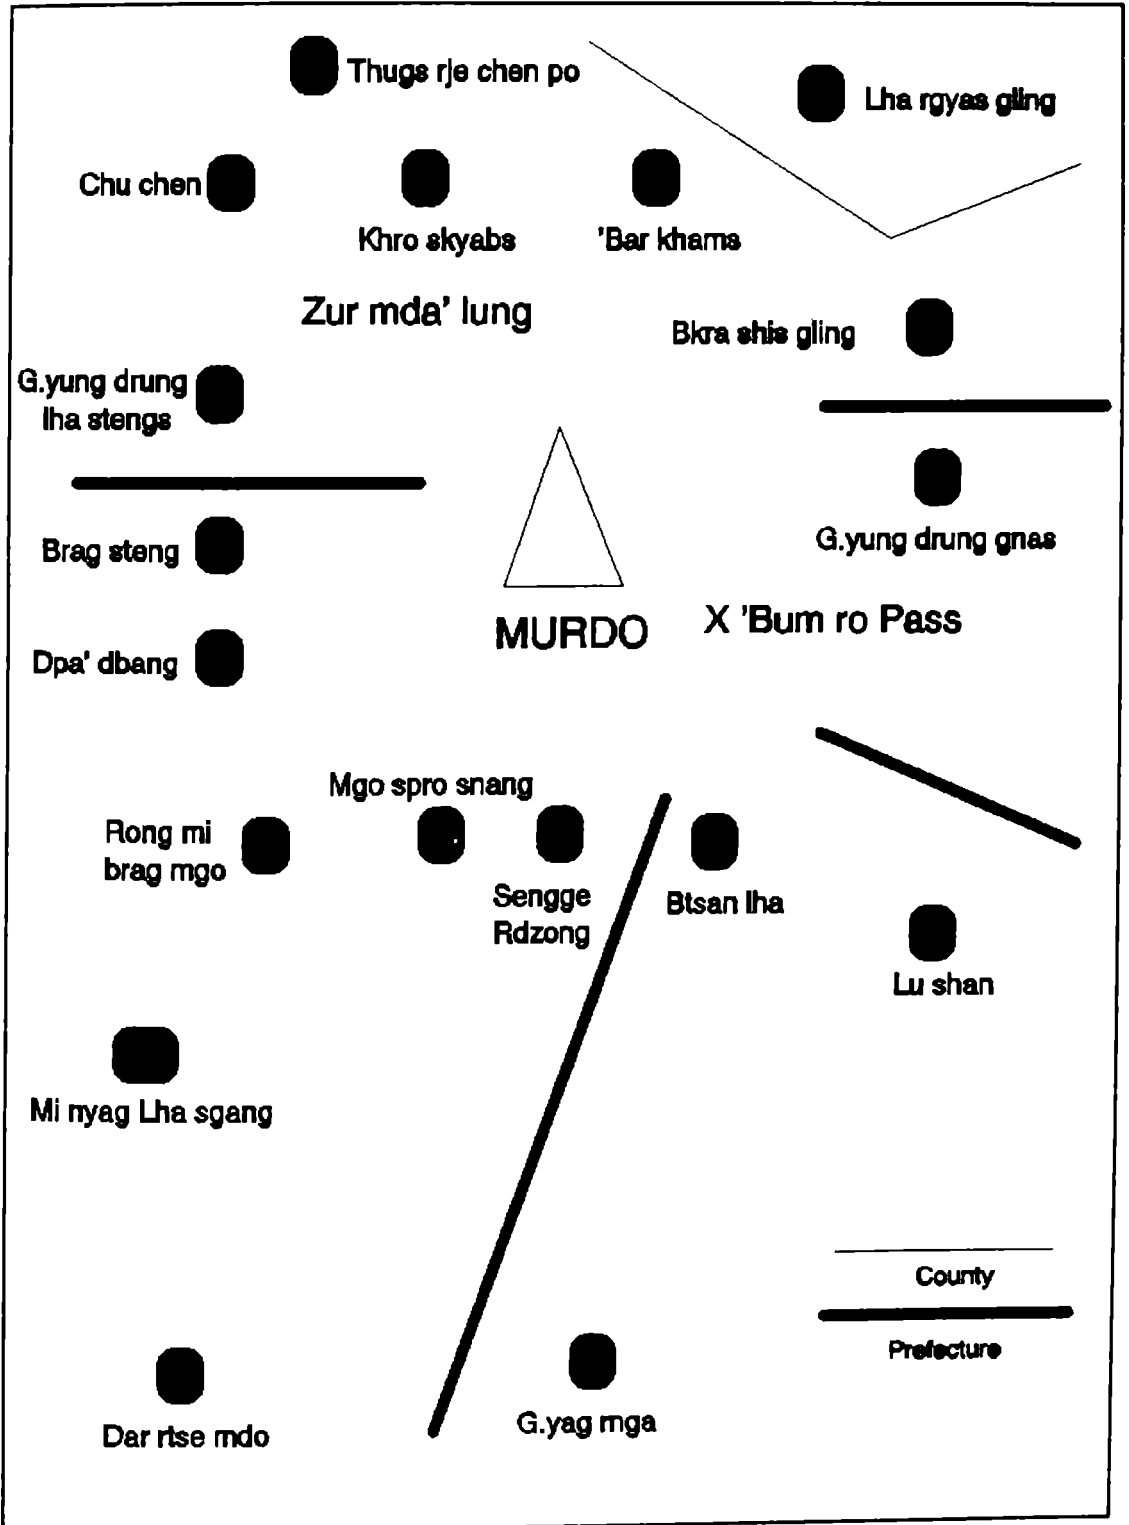 Thugs rje chen po
Lha rgyas gling
Chu chen
Khro skyabs
'Bar khams
Zur mda' lung
Bkra shis gling
G.yung drung
lha stengs
G.yung drung gnas
Brag steng
MURDO
X 'Bum ro Pass
Dpa' dbang
Mgo spro snang
Rong mi
brag mgo
Sengge
Rdzong
Btsan lha
Lu shan
Mi nyag Lha sgang
County
Prefecture
Dar rtse mdo
G.yag mga